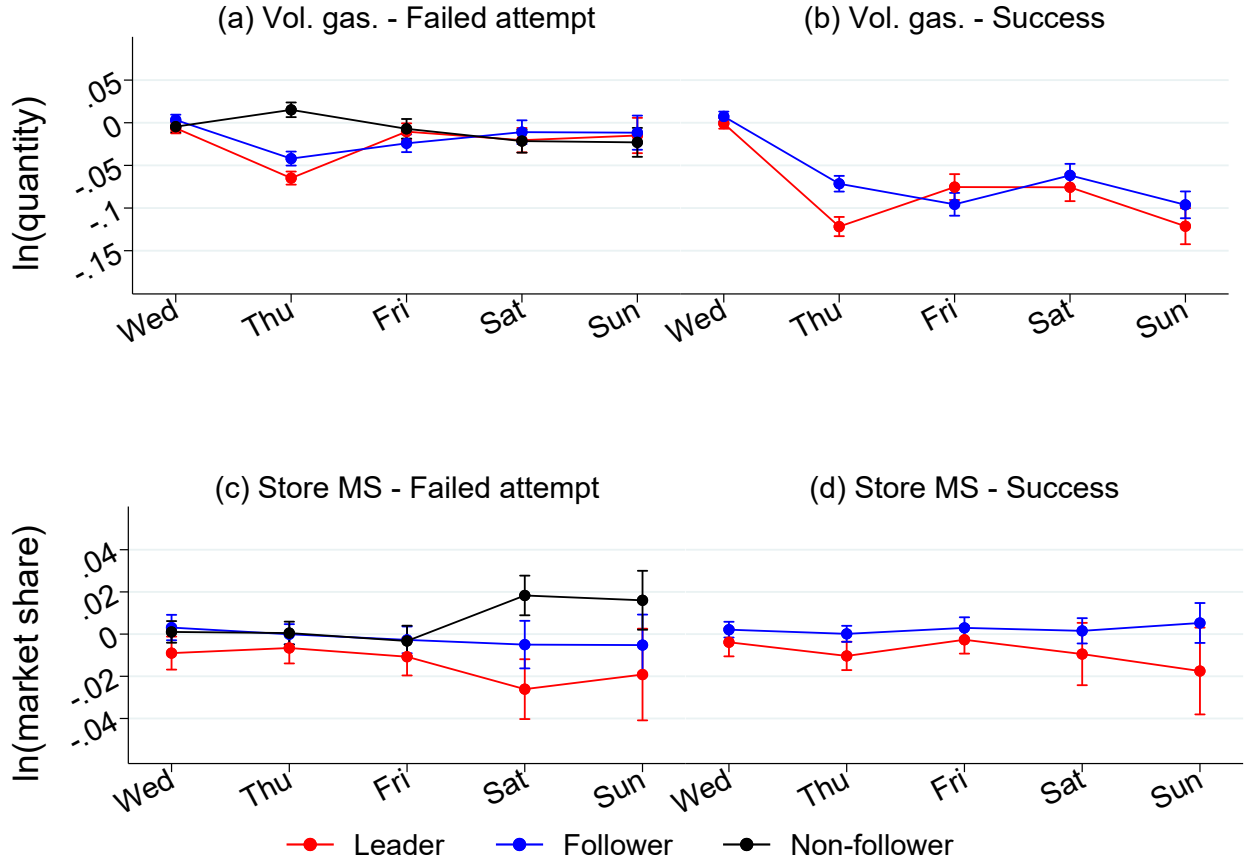 (a) Vol. gas. - Failed attempt
(b) Vol. gas. - Success
ln(quantity)
.05
0
-.05
-.1
-.15
Wed Thu Fri Sat Sun
Wed Thu Fri Sat Sun
(c) Store MS - Failed attempt
(d) Store MS - Success
ln(market share)
.04
.02
0
-.02
-.04
Wed Thu Fri Sat Sun
Wed Thu Fri Sat Sun
Leader Follower Non-follower